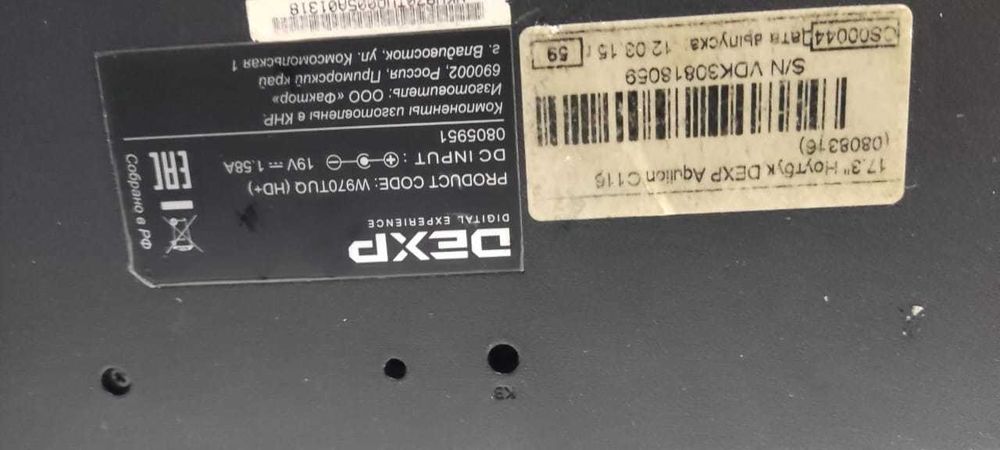 DEXP
DIGITAL EXPERIENCE
PRODUCT CODE: W970TUQ (HD+)
DC INPUT : 19V 1.58A
0805951
Компоненты изготовлены в КНР.
Изготовитель: ООО «Фактор»
690002, Россия, Приморский край
г. Владивосток, ул. Комсомольская 1
Собрано в РФ
EAC
17.3" Ноутбук DEXP Aquilon C116
(0808316)
S/N VDK30818059
CS00044 Дата выпуска: 12.03.15 г
59
K3